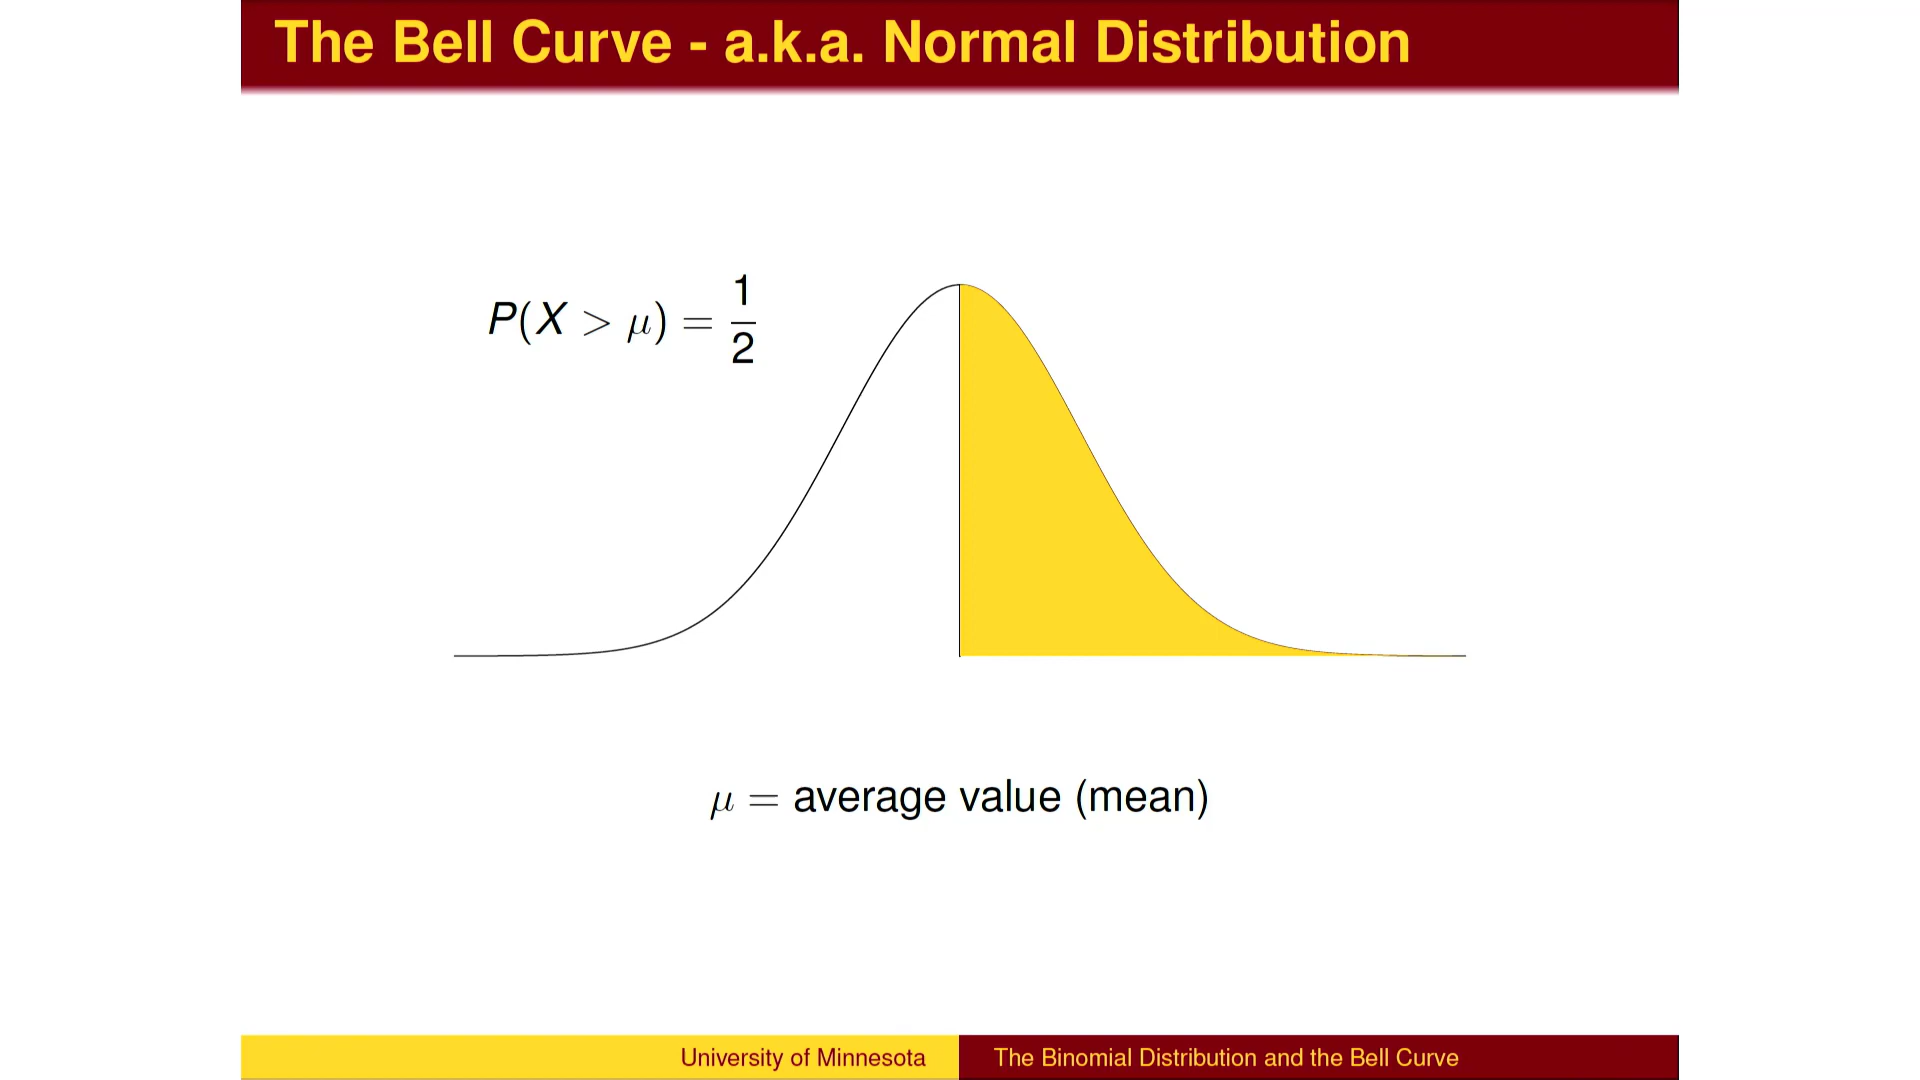 The Bell Curve - a.k.a. Normal Distribution
P(X > μ) = 1/2
μ = average value (mean)
University of Minnesota
The Binomial Distribution and the Bell Curve